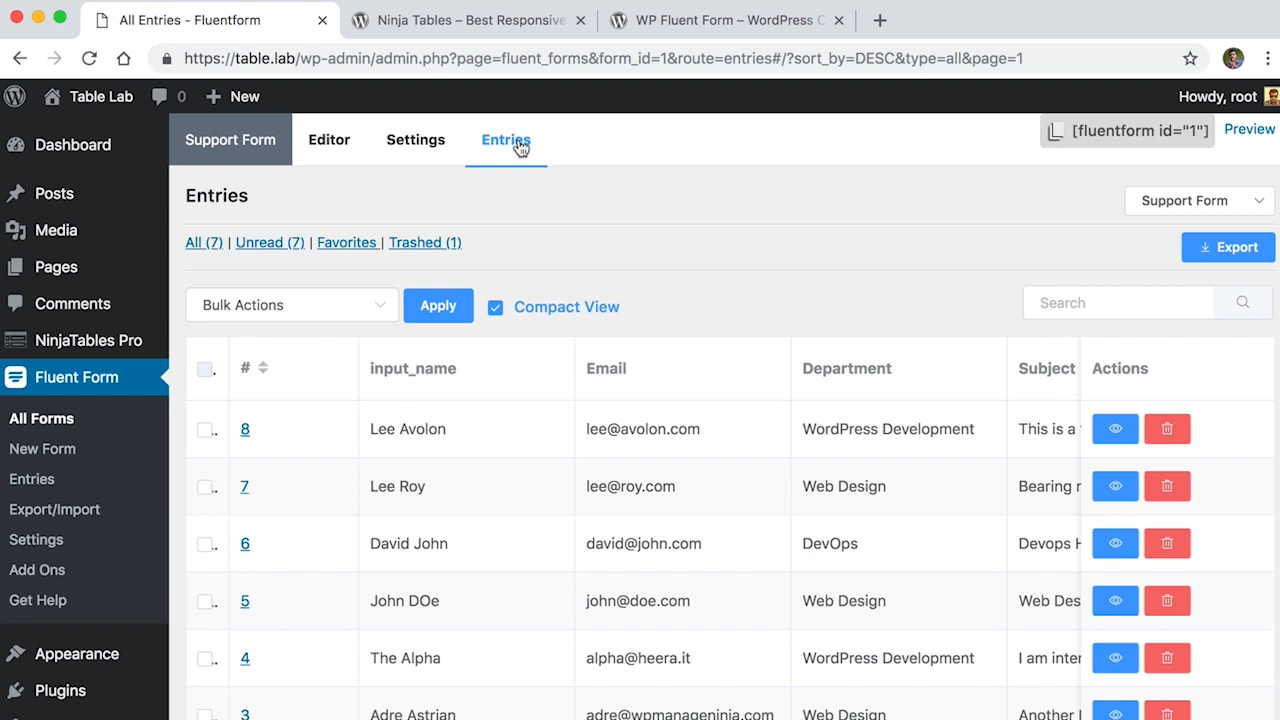 All Entries - Fluentform
Ninja Tables – Best Responsive
WP Fluent Form – WordPress C
https://table.lab/wp-admin/admin.php?page=fluent_forms&form_id=1&route=entries#/?sort_by=DESC&type=all&page=1
Table Lab 0 + New Howdy, root
Dashboard
Posts
Media
Pages
Comments
NinjaTables Pro
Fluent Form
All Forms
New Form
Entries
Export/Import
Settings
Add Ons
Get Help
Appearance
Plugins
Support Form Editor Settings Entries [fluentform id="1"] Preview
Entries Support Form
All (7) | Unread (7) | Favorites | Trashed (1)
Export
Bulk Actions Apply Compact View Search
# input_name Email Department Subject Actions
8 Lee Avolon lee@avolon.com WordPress Development This is a
7 Lee Roy lee@roy.com Web Design Bearing
6 David John david@john.com DevOps Devops
5 John DOe john@doe.com Web Design Web Des
4 The Alpha alpha@heera.it WordPress Development I am inter
3 Adre Astrian adre@wpmanageninja.com Web Design Another